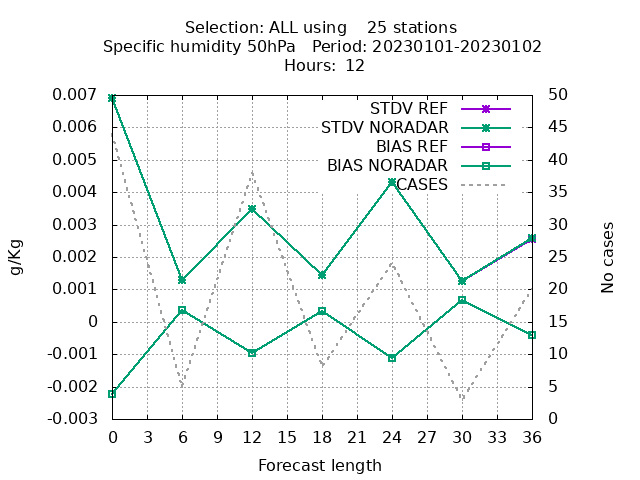 Selection: ALL using    25 stations
Specific humidity 50hPa   Period: 20230101-20230102
Hours:  12
STDV REF
STDV NORADAR
BIAS REF
BIAS NORADAR
CASES
0.007
0.006
0.005
0.004
0.003
0.002
0.001
0
-0.001
-0.002
-0.003
g/Kg
50
45
40
35
30
25
20
15
10
5
0
No cases
0 3 6 9 12 15 18 21 24 27 30 33 36
Forecast length